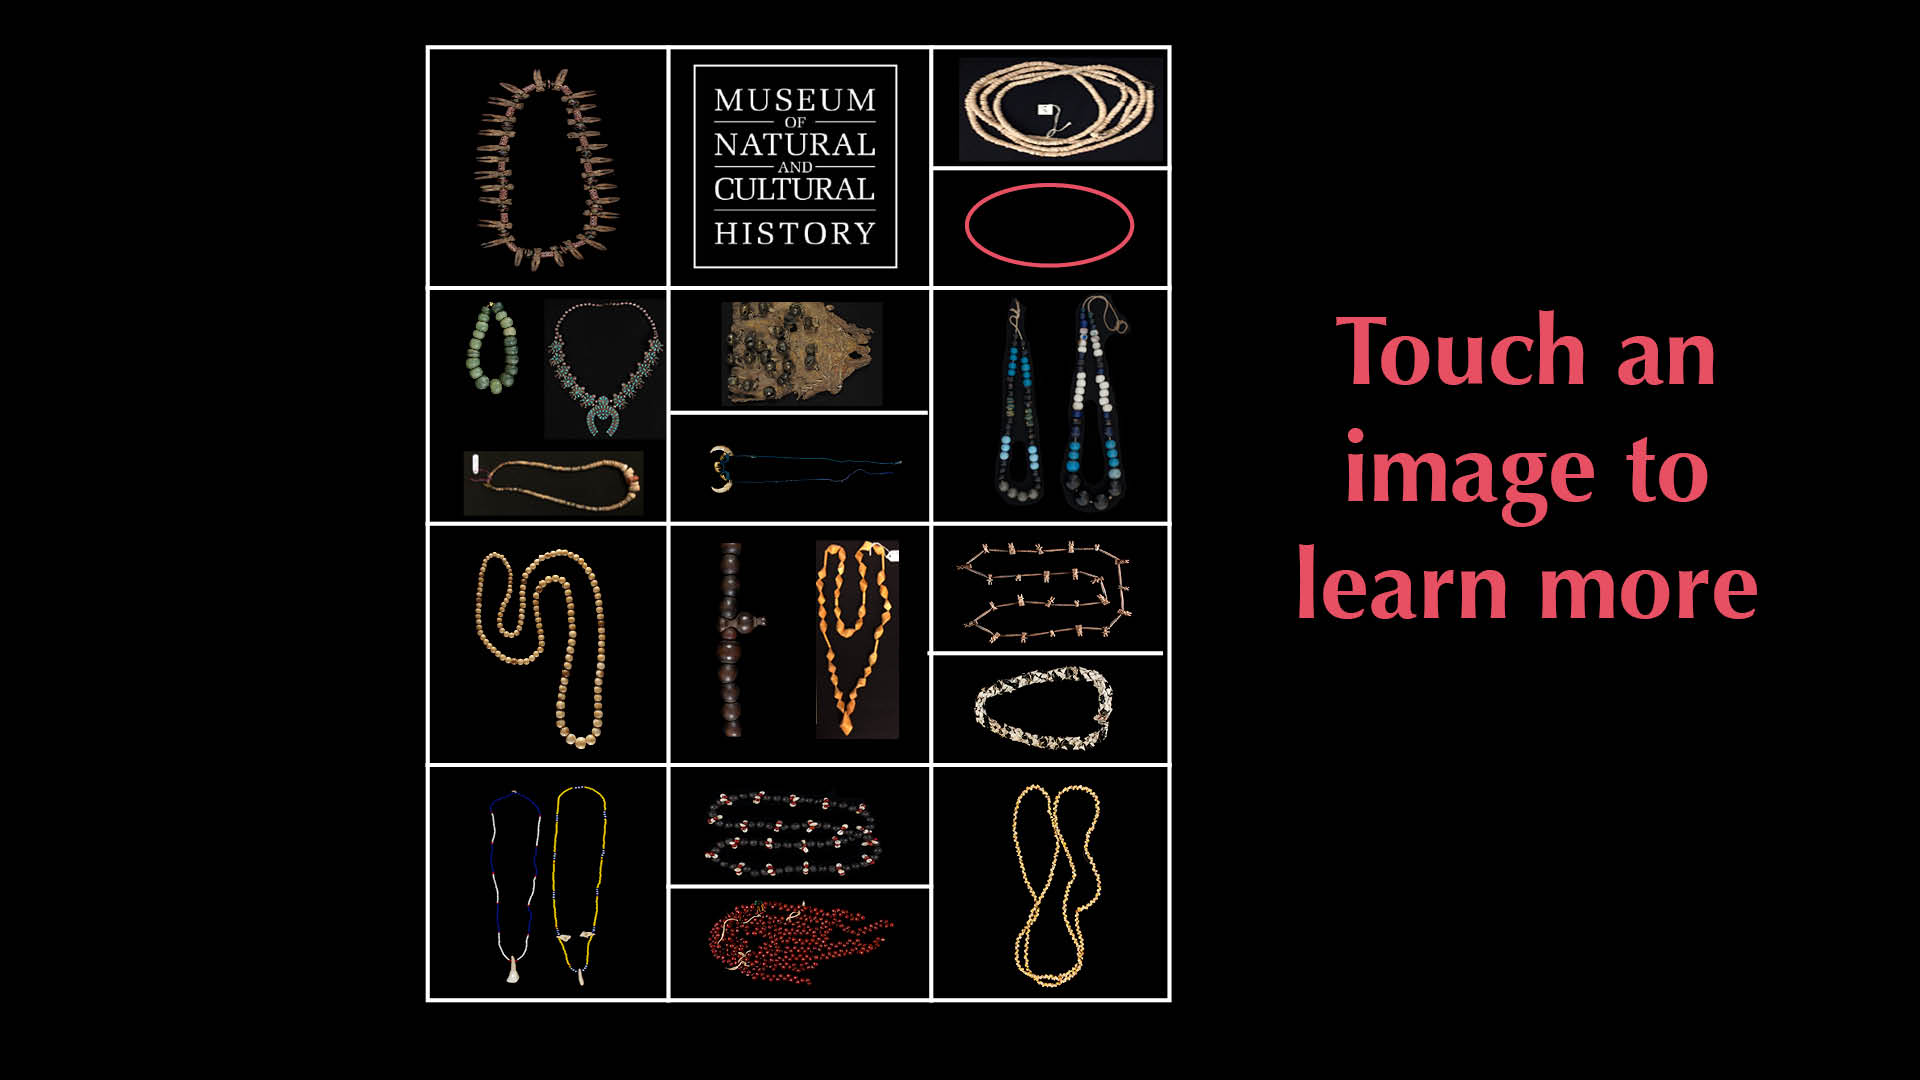 MUSEUM
OF
NATURAL
AND
CULTURAL
HISTORY
Touch an
image to
learn more